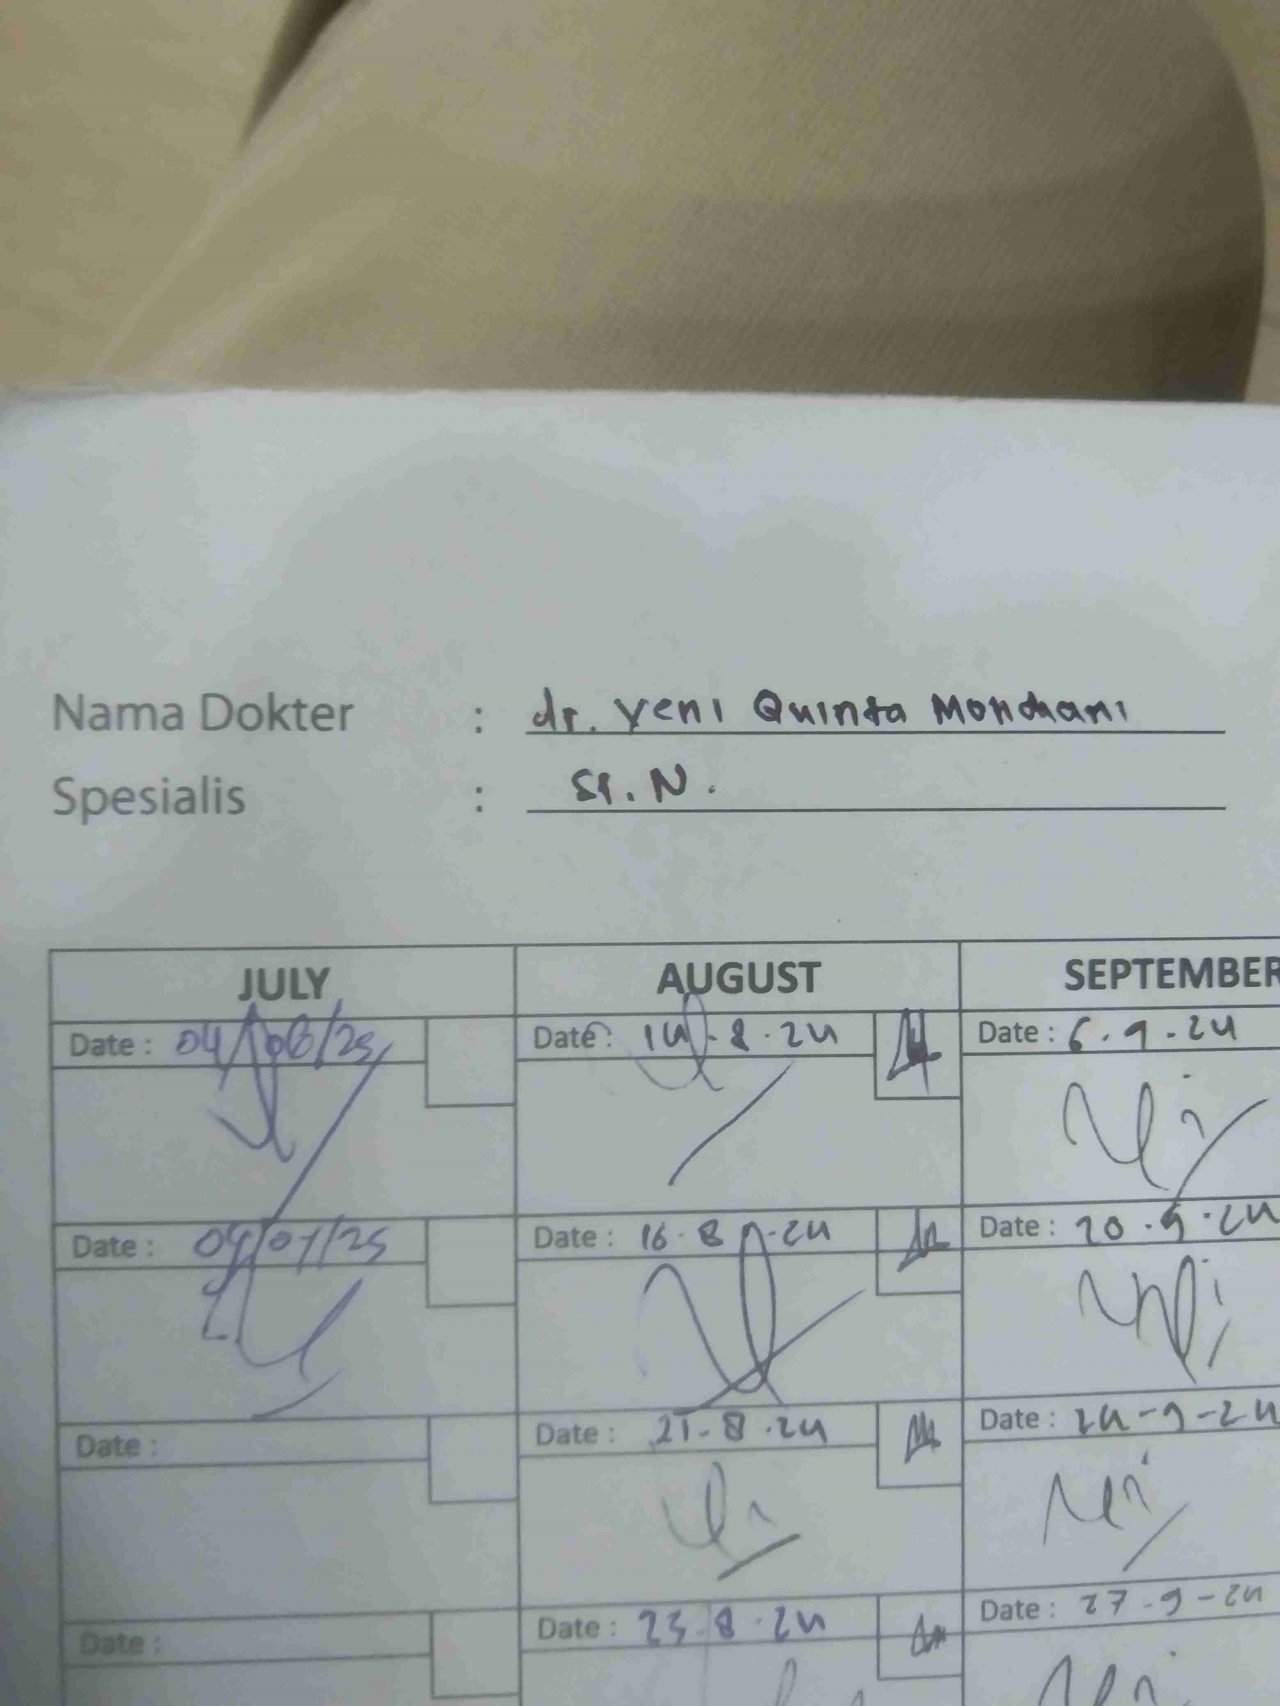 Nama Dokter : dr. Yeni Quinta Mondiani
Spesialis : Sp. N.
JULY AUGUST SEPTEMBER
Date : 04/08/25 Date : 14-8-24 Date : 6.9-24
Date : 09/07/25 Date : 16-8-24 Date : 20.9.24
Date : Date : 21-8.24 Date : 24-9-24
Date : Date : 23.8.24 Date : 27.9-24